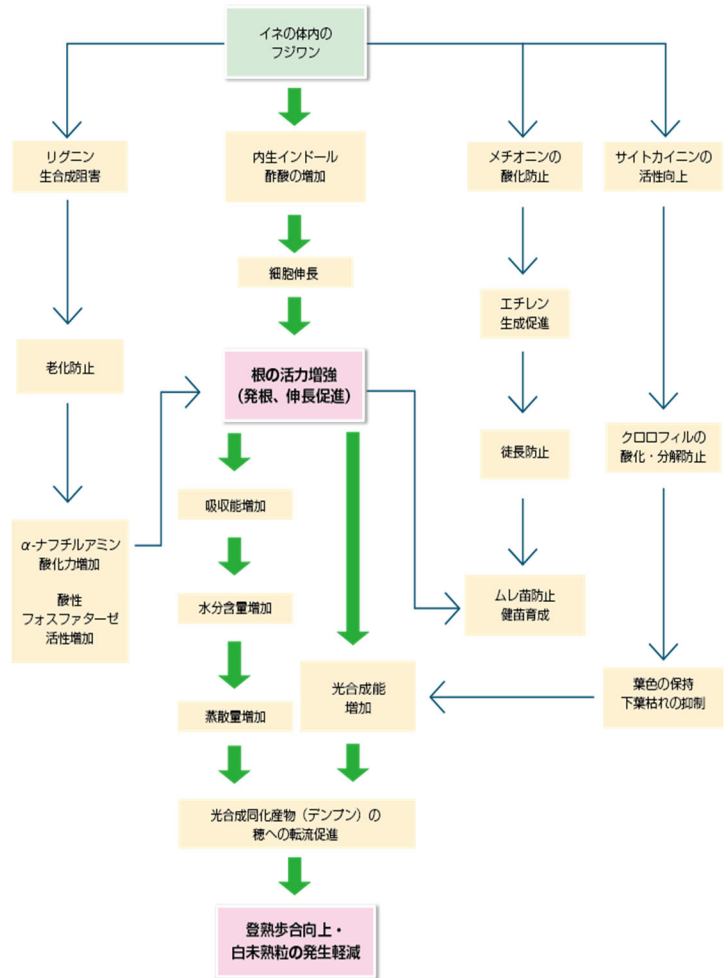 イネの体内の
フジワン
リグニン
生合成阻害
内生インドール
酢酸の増加
メチオニンの
酸化防止
サイトカイニンの
活性向上
細胞伸長
エチレン
生成促進
老化防止
根の活力増強
(発根、伸長促進)
徒長防止
クロロフィルの
酸化・分解防止
吸収能増加
α-ナフチルアミン
酸化力増加
酸性
フォスファターゼ
活性増加
水分含量増加
ムレ苗防止
健苗育成
光合成能
増加
葉色の保持
下葉枯れの抑制
蒸散量増加
光合成同化産物（デンプン）の
穂への転流促進
登熟歩合向上・
白未熟粒の発生軽減